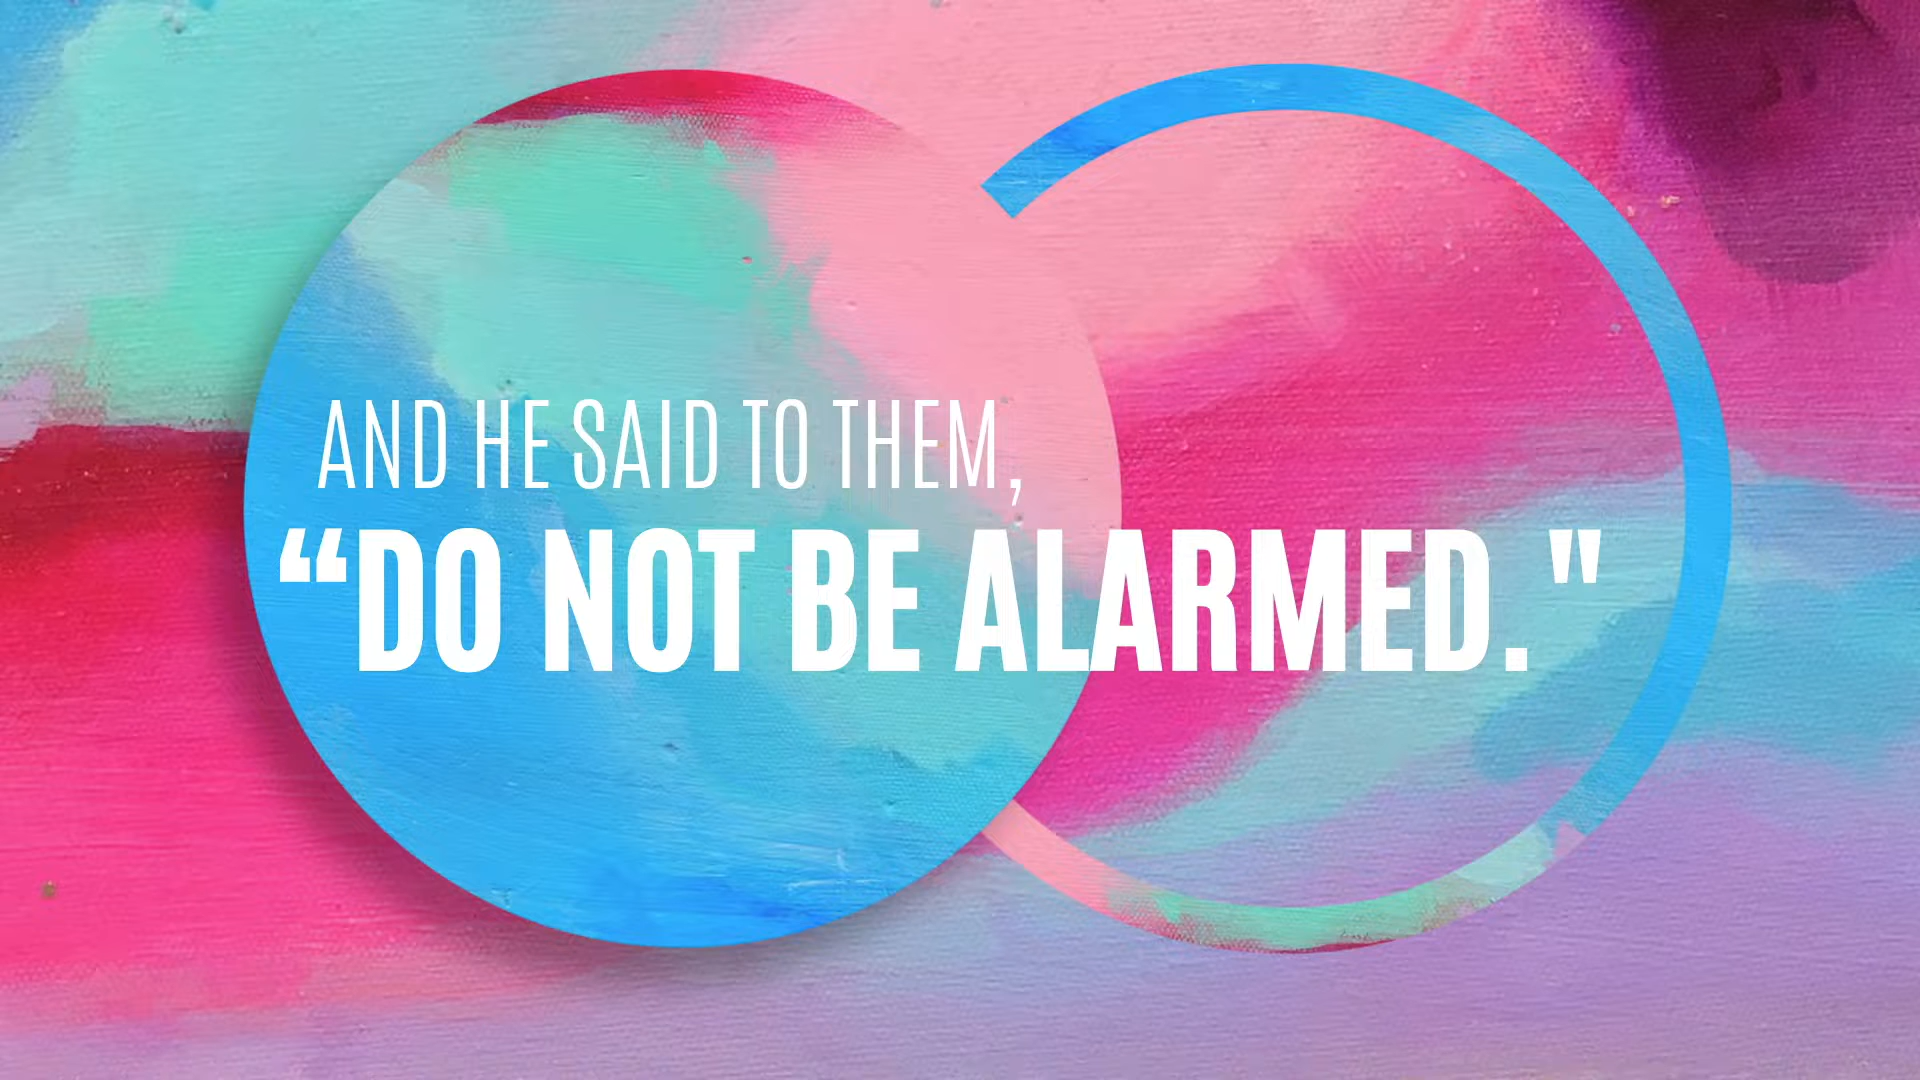 AND HE SAID TO THEM,
“DO NOT BE ALARMED."